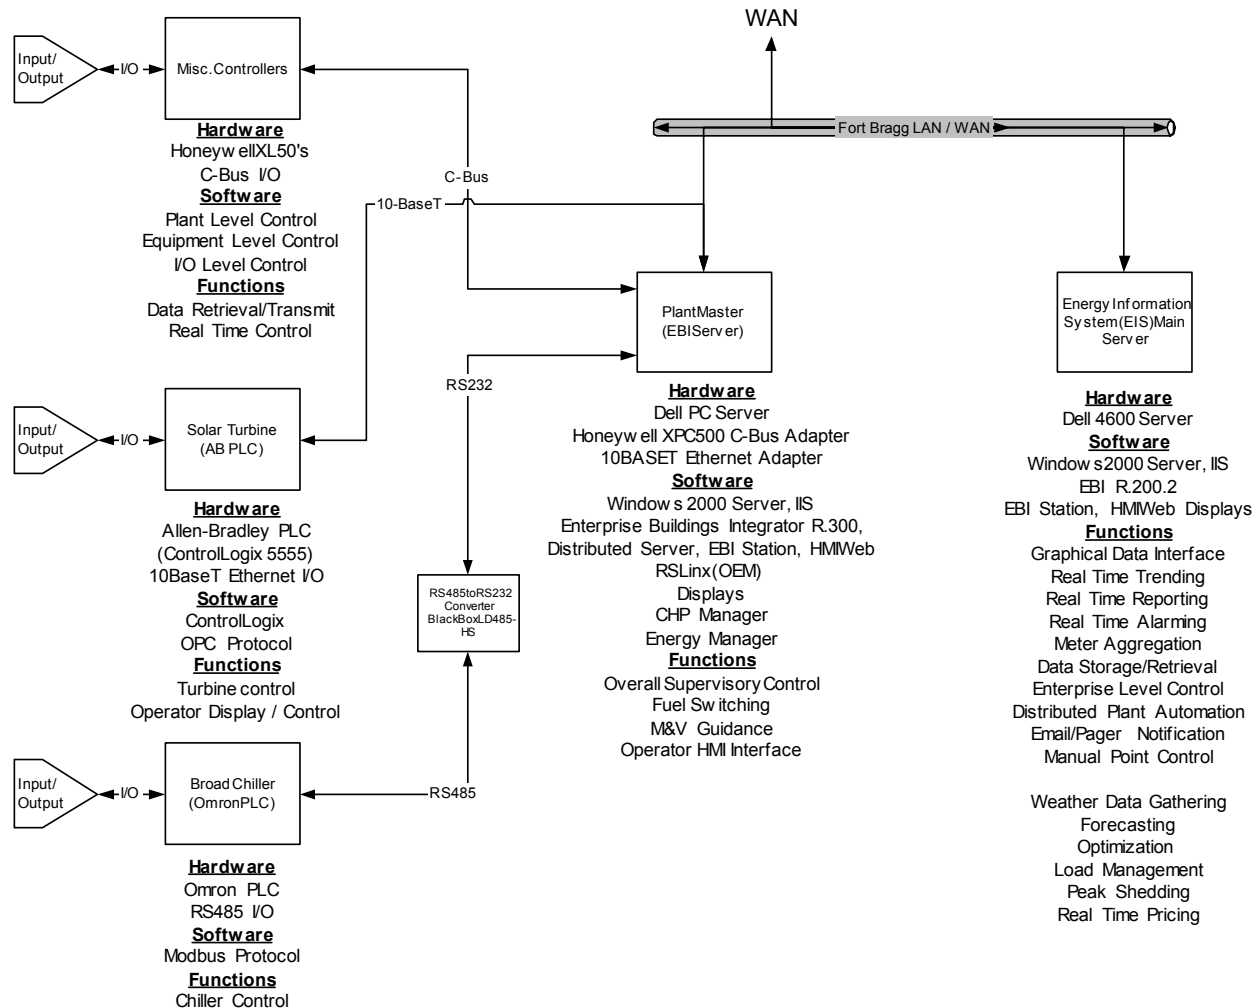 WAN
Input/
Output
I/O
Misc.Controllers
Fort Bragg LAN / WAN
Hardware
HoneywellXL50's
C-Bus I/O
Software
Plant Level Control
Equipment Level Control
I/O Level Control
Functions
Data Retrieval/Transmit
Real Time Control
C-Bus
10-BaseT
PlantMaster
(EBIServer)
Energy Information
System(EIS)Main
Server
RS232
Input/
Output
I/O
Solar Turbine
(AB PLC)
Hardware
Allen-Bradley PLC
(ControlLogix 5555)
10BaseT Ethernet I/O
Software
ControlLogix
OPC Protocol
Functions
Turbine control
Operator Display / Control
Hardware
Dell PC Server
Honeywell XPC500 C-Bus Adapter
10BASET Ethernet Adapter
Software
Windows 2000 Server, IIS
Enterprise Buildings Integrator R.300,
Distributed Server, EBI Station, HMIWeb
RSLinx(OEM)
Displays
CHP Manager
Energy Manager
Functions
Overall Supervisory Control
Fuel Switching
M&V Guidance
Operator HMI Interface
Hardware
Dell 4600 Server
Software
Windows2000 Server, IIS
EBI R.200.2
EBI Station, HMIWeb Displays
Functions
Graphical Data Interface
Real Time Trending
Real Time Reporting
Real Time Alarming
Meter Aggregation
Data Storage/Retrieval
Enterprise Level Control
Distributed Plant Automation
Email/Pager Notification
Manual Point Control
Weather Data Gathering
Forecasting
Optimization
Load Management
Peak Shedding
Real Time Pricing
RS485toRS232
Converter
BlackBoxLD485-
HS
RS485
Input/
Output
I/O
Broad Chiller
(OmronPLC)
Hardware
Omron PLC
RS485 I/O
Software
Modbus Protocol
Functions
Chiller Control